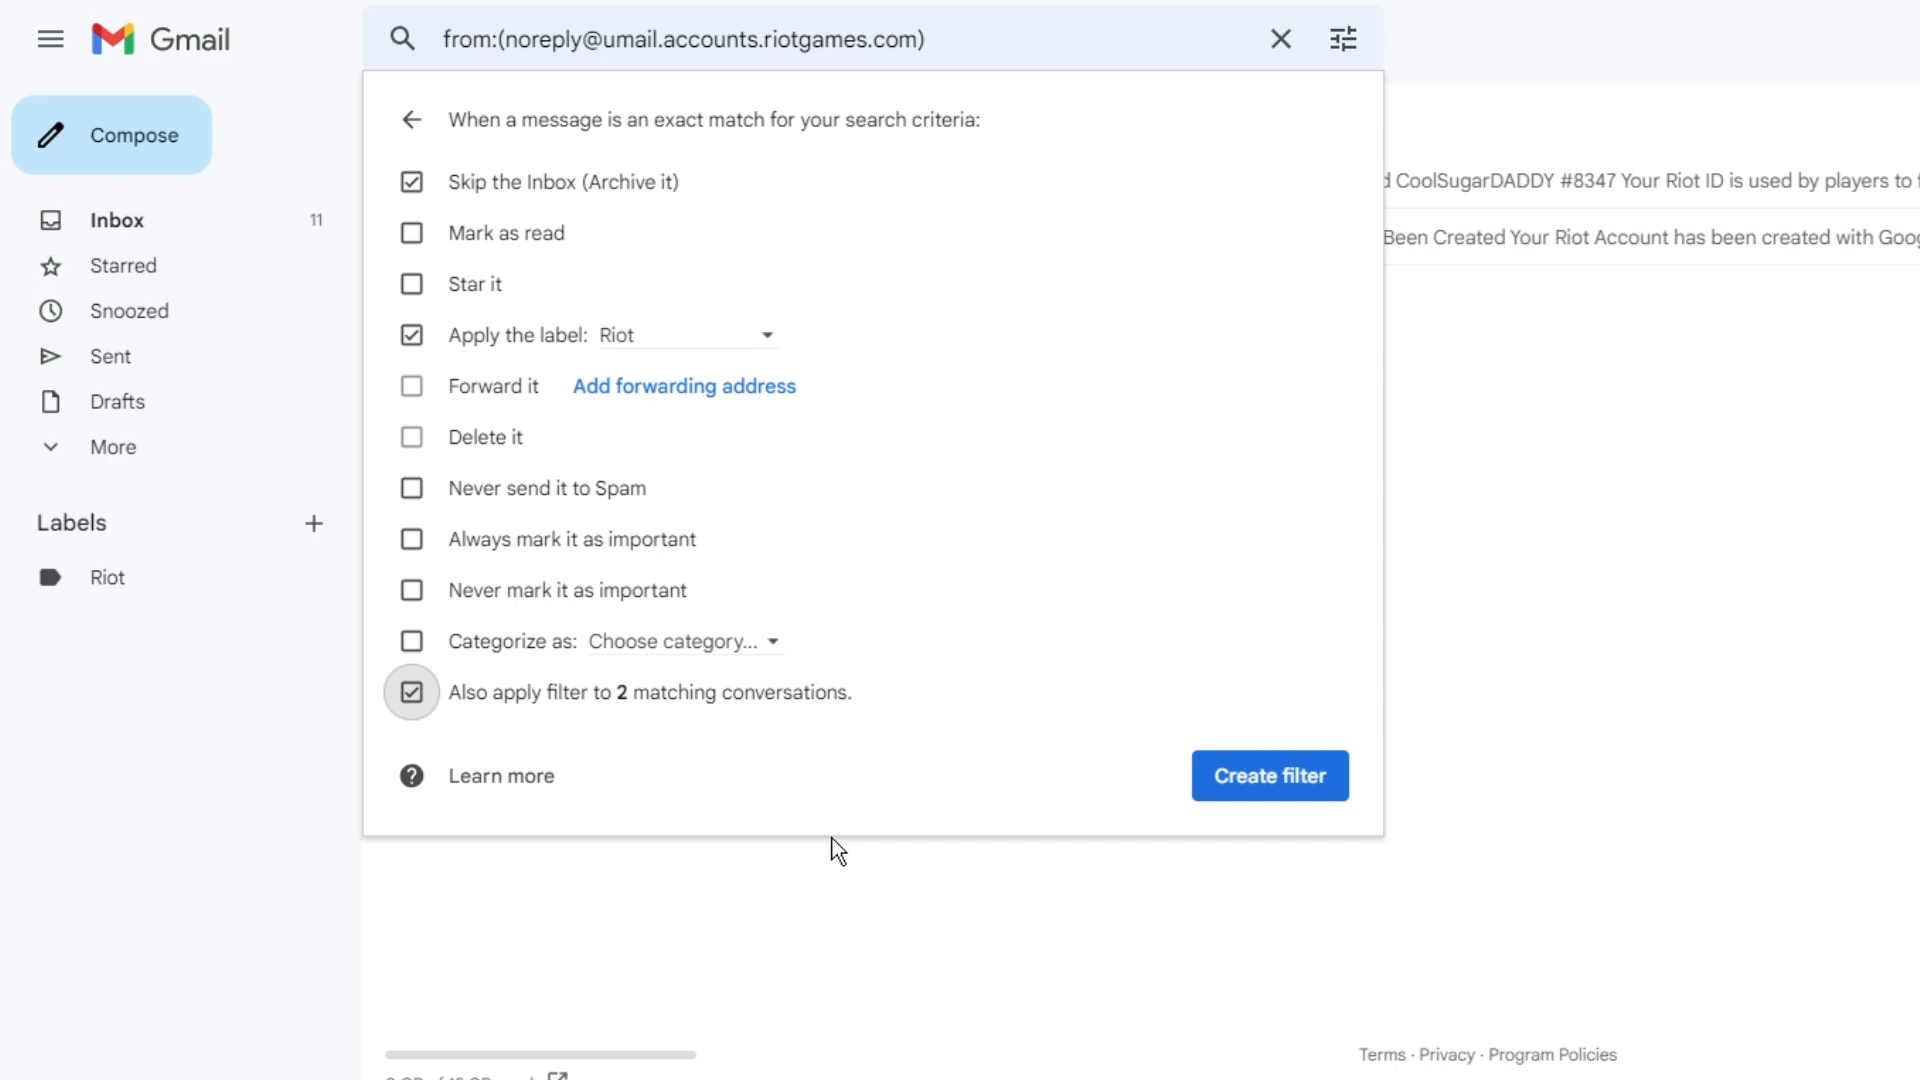 Gmail
from:(noreply@umail.accounts.riotgames.com)
Compose
When a message is an exact match for your search criteria:
Skip the Inbox (Archive it)
CoolSugarDADDY #8347 Your Riot ID is used by players to
Inbox 11
Mark as read
Been Created Your Riot Account has been created with
Starred
Star it
Snoozed
Apply the label: Riot
Sent
Forward it Add forwarding address
Drafts
Delete it
More
Never send it to Spam
Labels
Always mark it as important
Riot
Never mark it as important
Categorize as: Choose category...
Also apply filter to 2 matching conversations.
Learn more
Create filter
Terms · Privacy · Program Policies